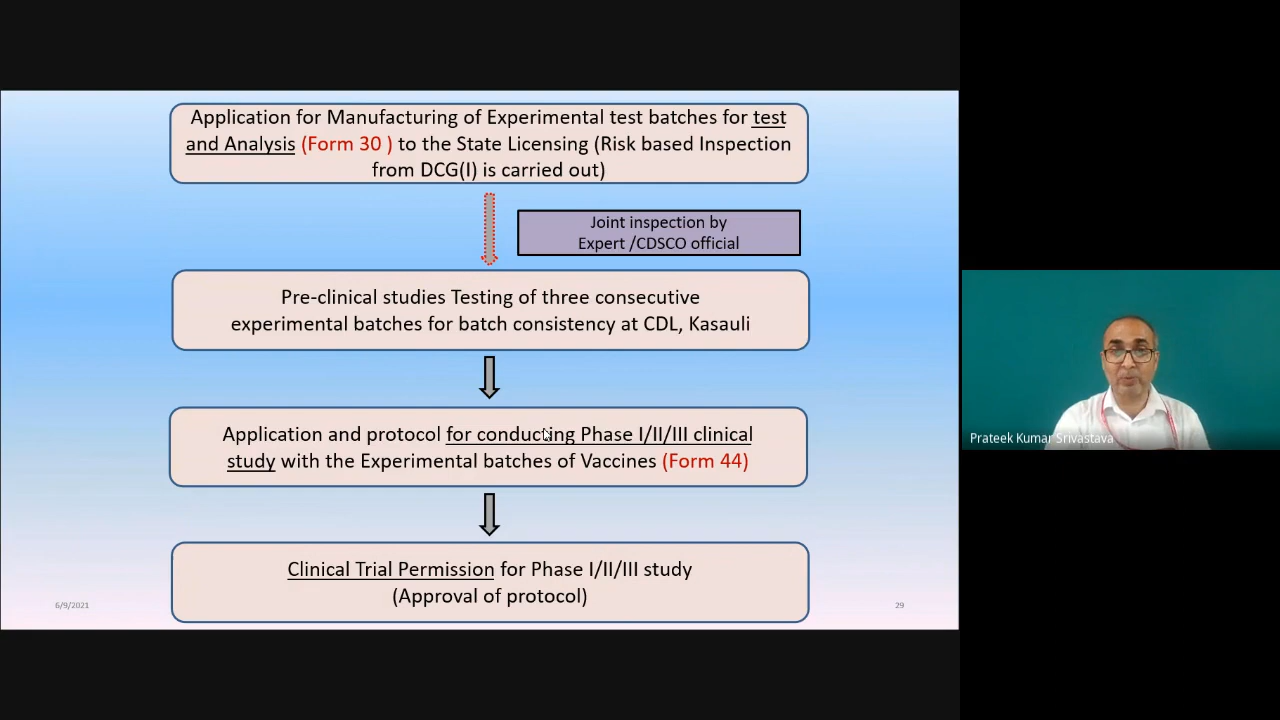 Application for Manufacturing of Experimental test batches for test
and Analysis (Form 30 ) to the State Licensing (Risk based Inspection
from DCG(I) is carried out)
Joint inspection by
Expert /CDSCO official
Pre-clinical studies Testing of three consecutive
experimental batches for batch consistency at CDL, Kasauli
Application and protocol for conducting Phase I/II/III clinical
study with the Experimental batches of Vaccines (Form 44)
Clinical Trial Permission for Phase I/II/III study
(Approval of protocol)
6/9/2021
29
Prateek Kumar Srivastava